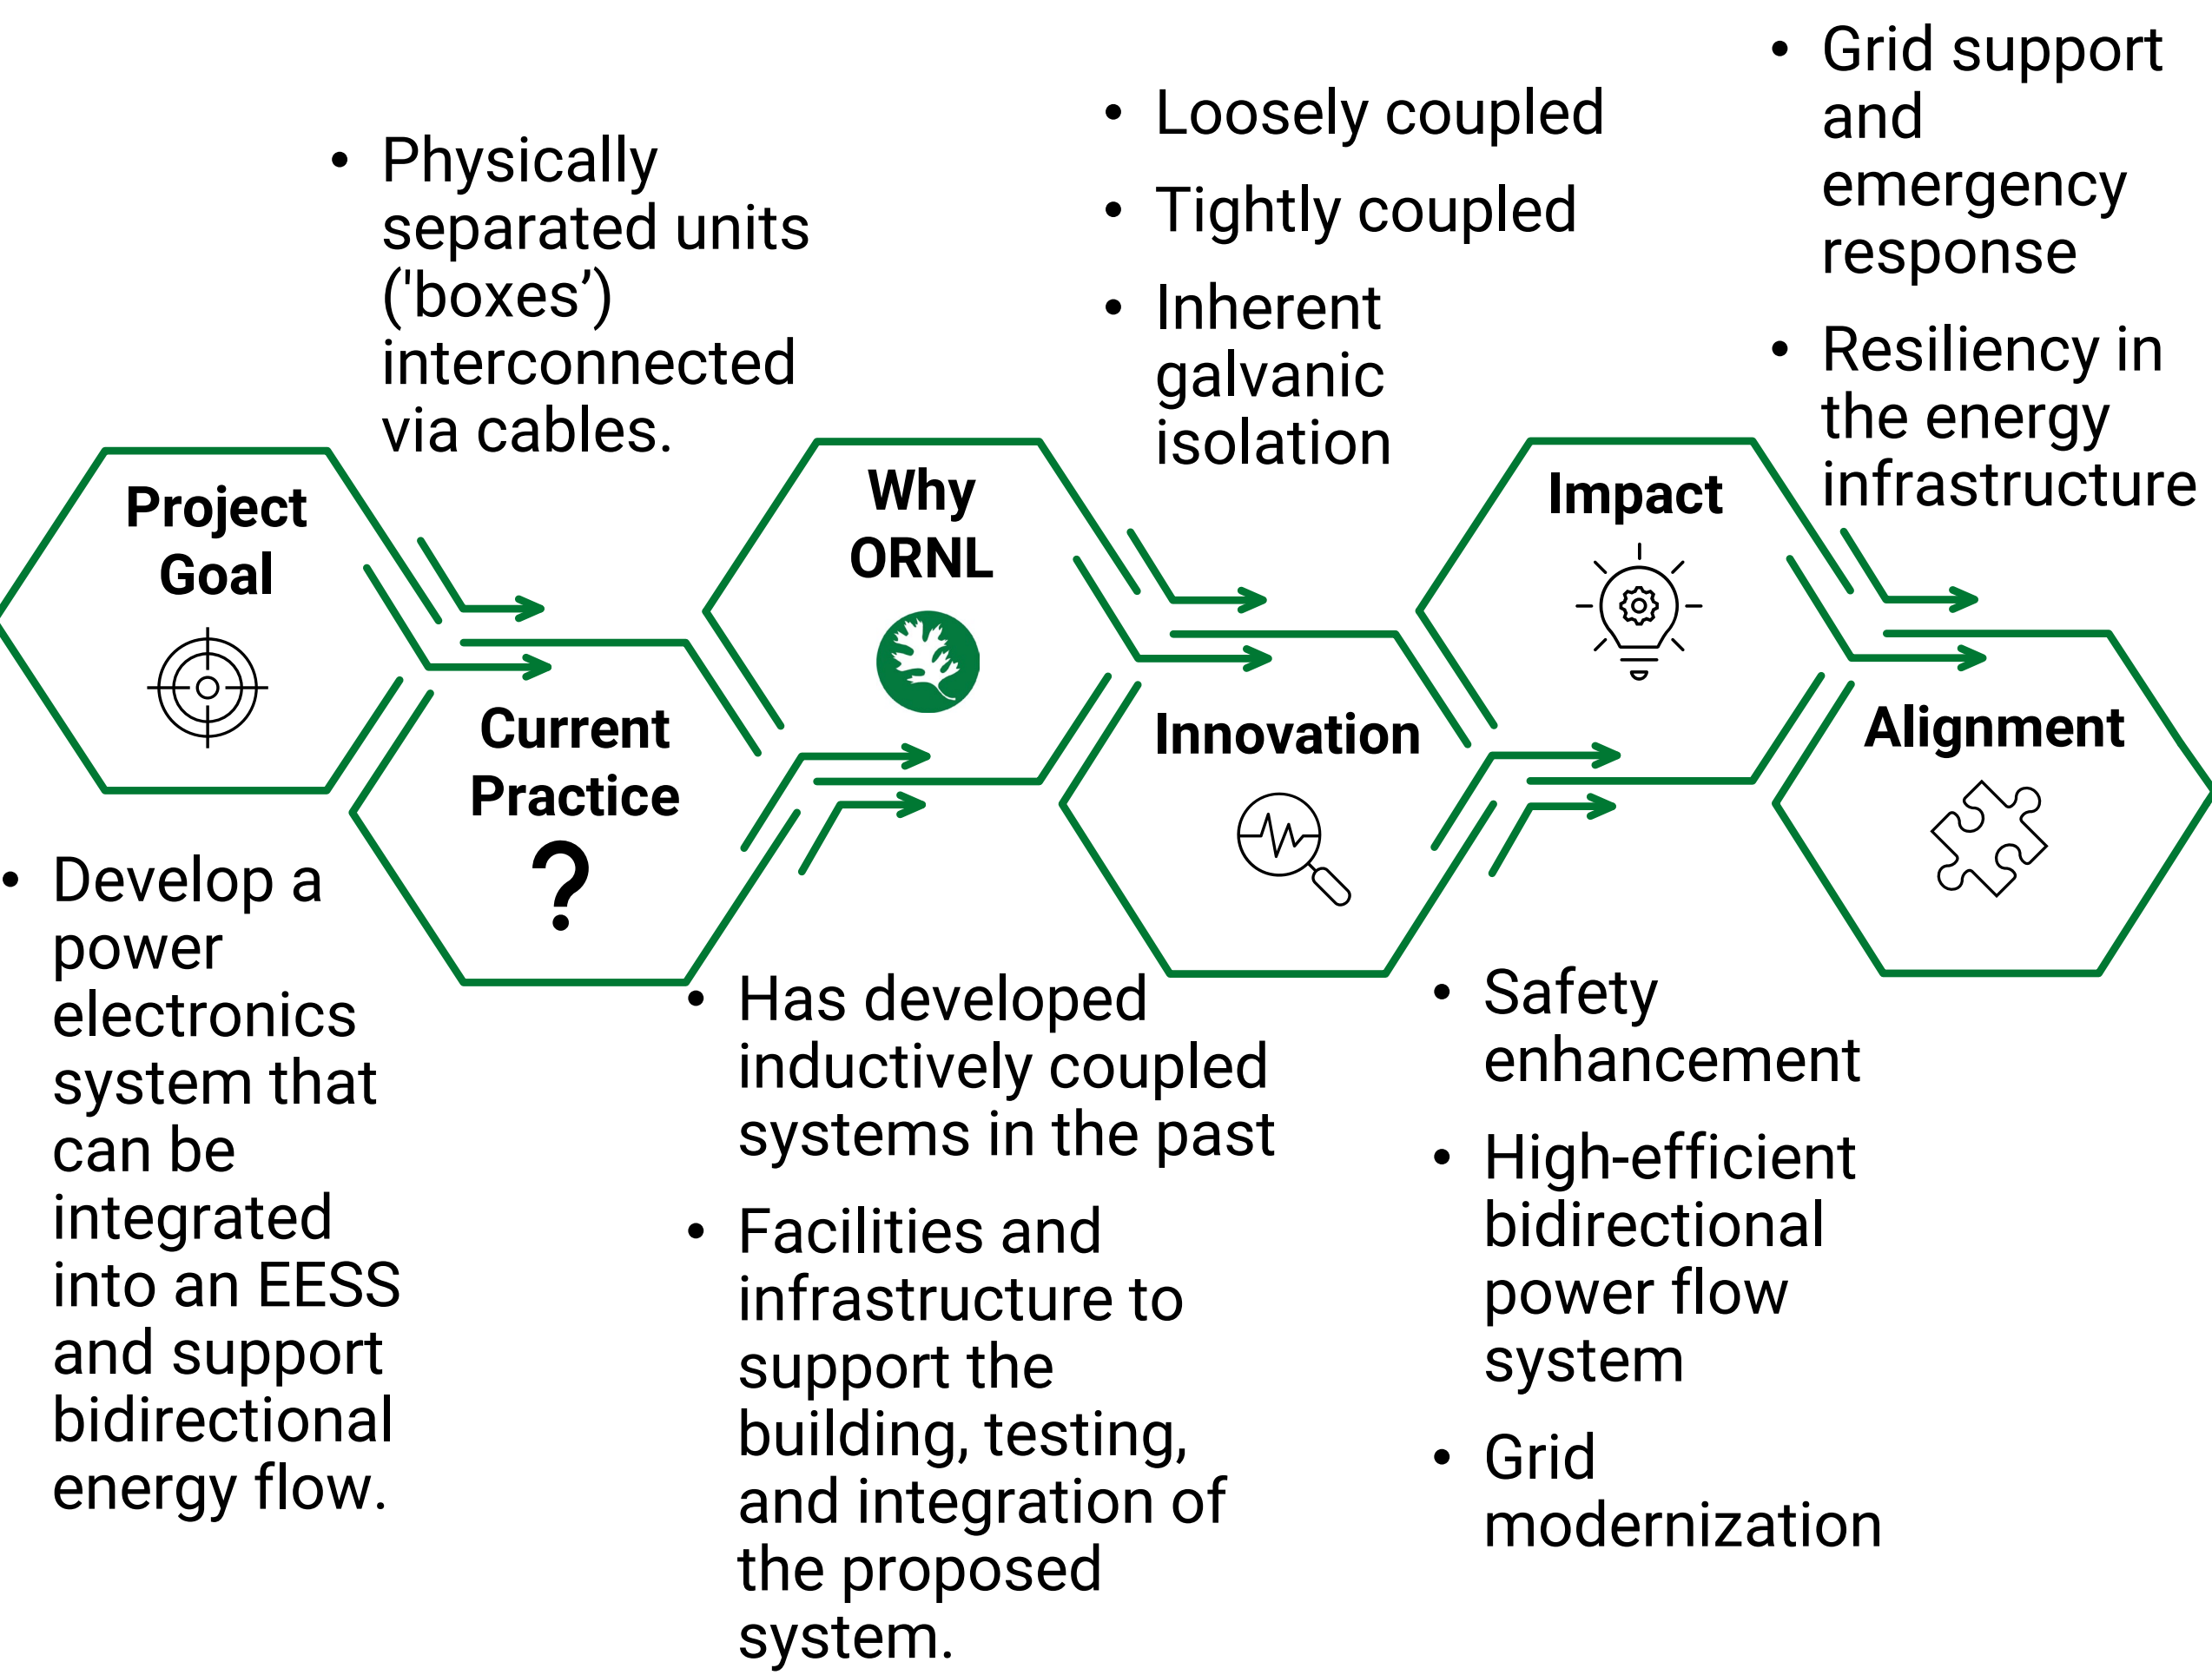 Project
Goal
• Develop a
power
electronics
system that
can be
integrated
into an EESS
and support
bidirectional
energy flow.
Current
Practice
?
• Physically
separated units
(‘boxes’)
interconnected
via cables.
Why
ORNL
• Has developed
inductively coupled
systems in the past
• Facilities and
infrastructure to
support the
building, testing,
and integration of
the proposed
system.
Innovation
• Loosely coupled
• Tightly coupled
• Inherent
galvanic
isolation
Impact
• Safety
enhancement
• High-efficient
bidirectional
power flow
system
• Grid
modernization
Alignment
• Grid support
and
emergency
response
• Resiliency in
the energy
infrastructure